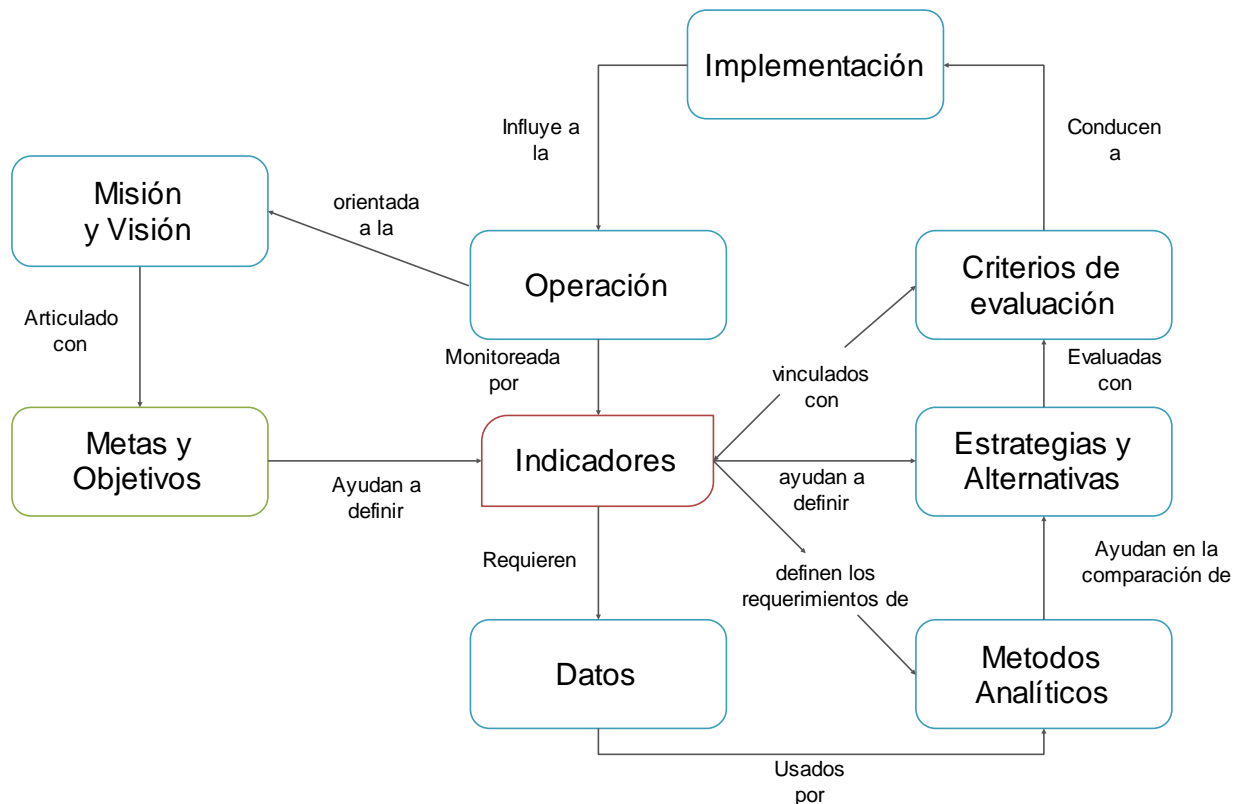 Implementación
Influye a
la
Conducen
a
Misión
y Visión
orientada
a la
Operación
Criterios de
evaluación
Articulado
con
Monitoreada
por
vinculados
con
Evaluadas
con
Metas y
Objetivos
Ayudan a
definir
Indicadores
ayudan a
definir
Estrategias y
Alternativas
Requieren
definen los
requerimientos de
Ayudan en la
comparación de
Datos
Metodos
Analíticos
Usados
por